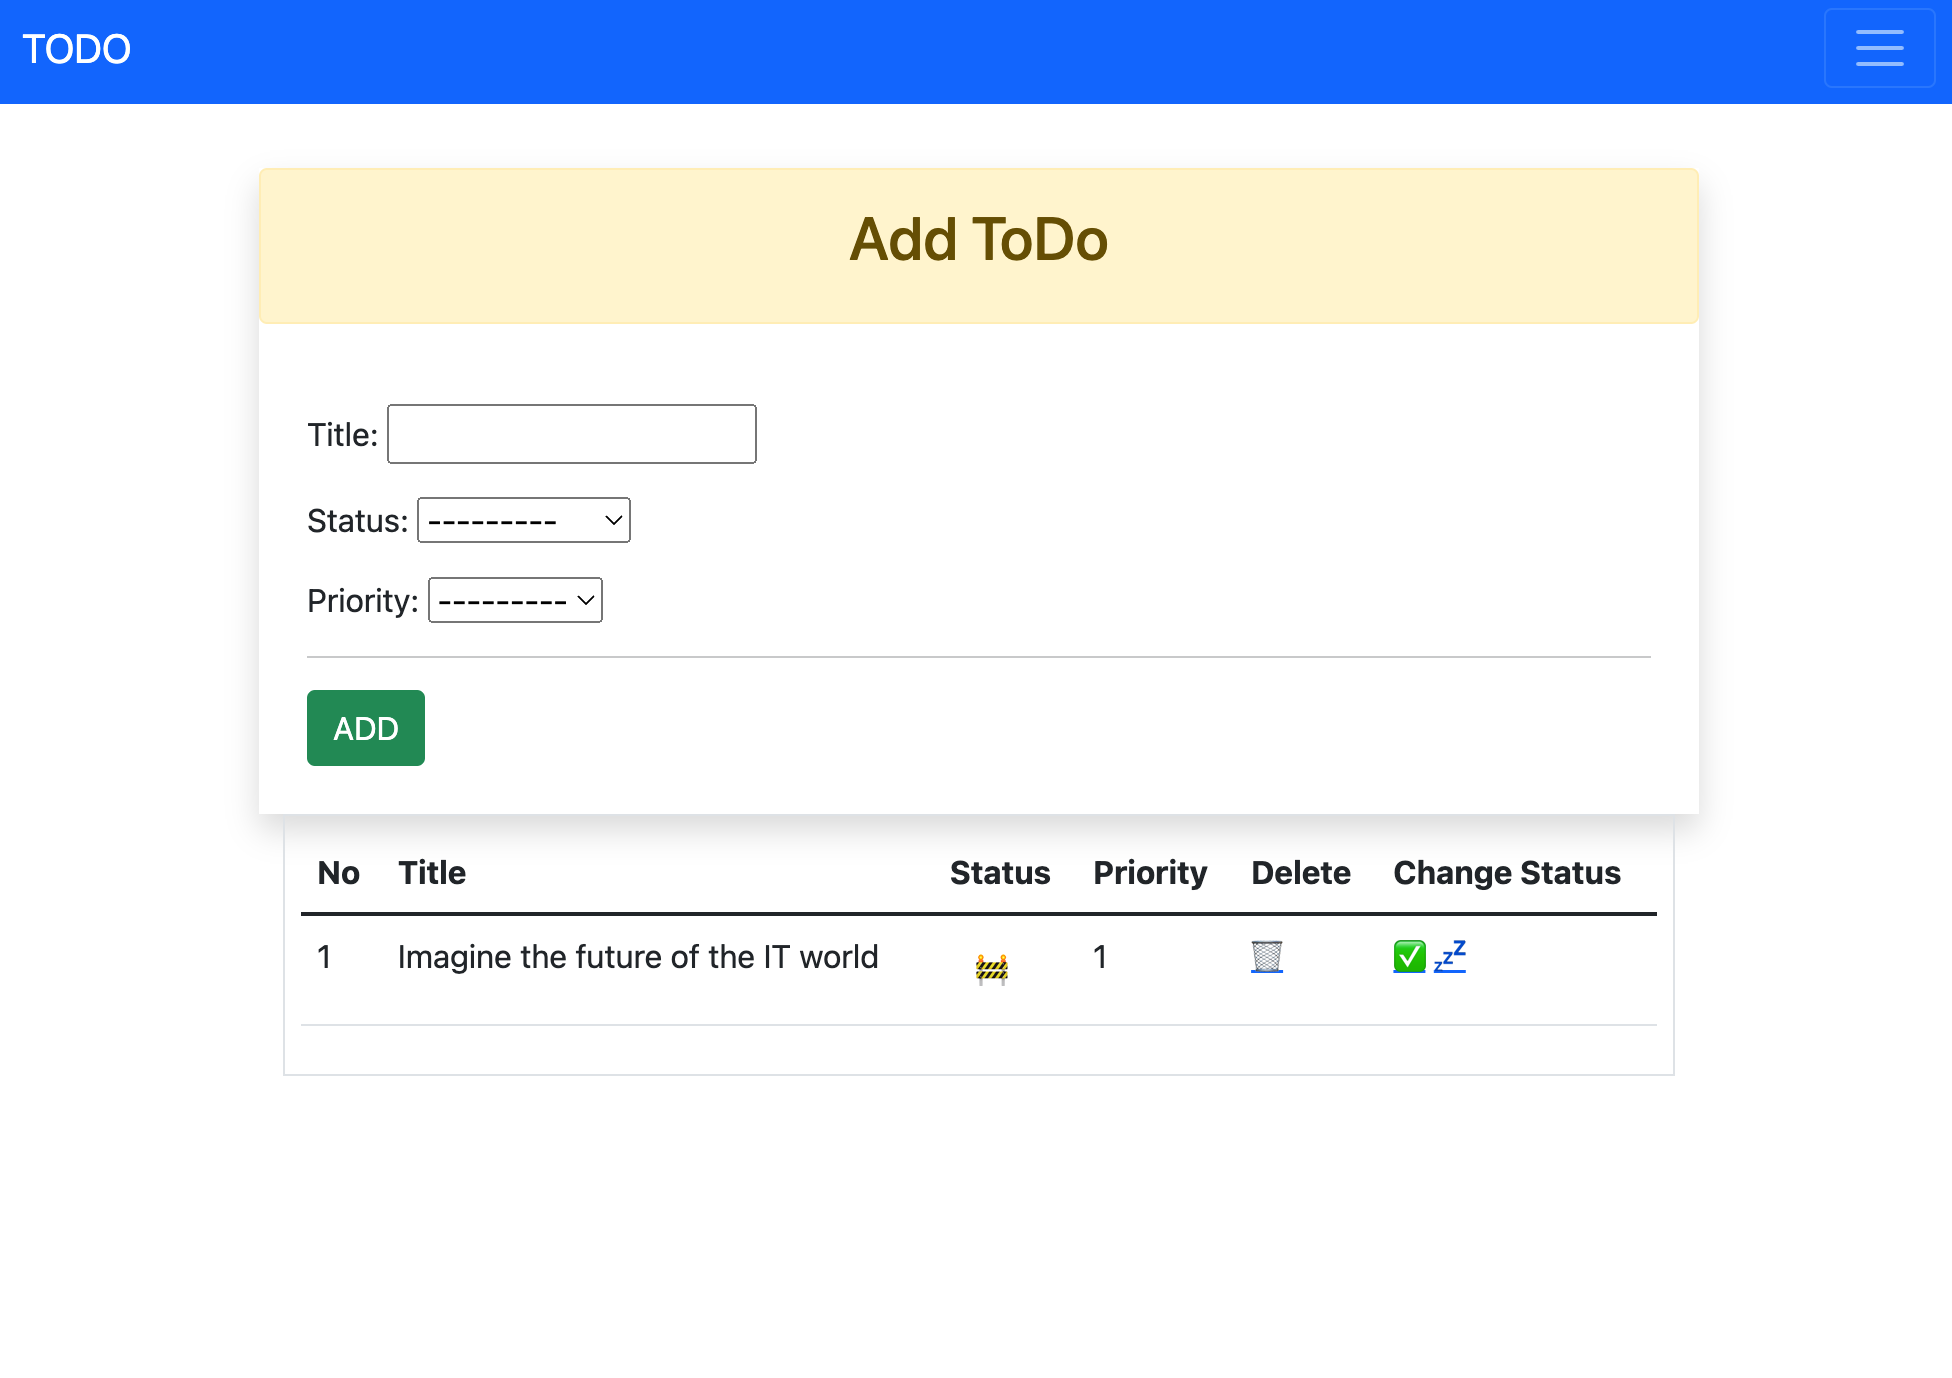 TODO
Add ToDo
Title:
Status: ---------
Priority: ---------
ADD
No Title Status Priority Delete Change Status
1 Imagine the future of the IT world 🚧 1 🗑️ ✅ 💤